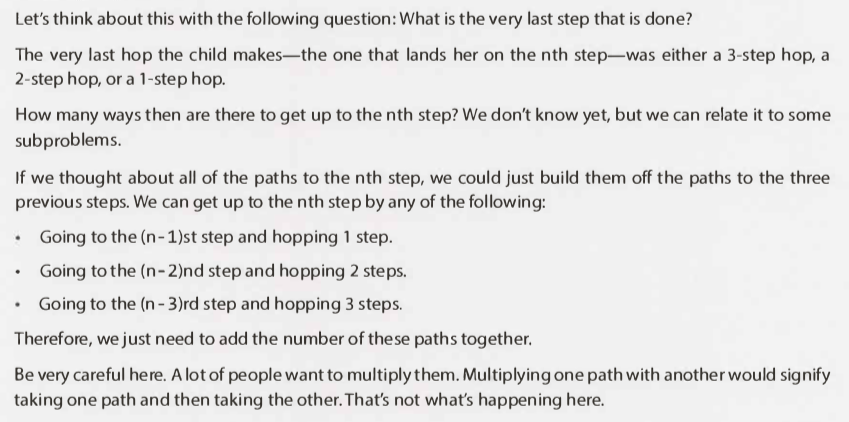 Let's think about this with the following question: What is the very last step that is done?
The very last hop the child makes—the one that lands her on the nth step—was either a 3-step hop, a
2-step hop, or a 1-step hop.
How many ways then are there to get up to the nth step? We don't know yet, but we can relate it to some
subproblems.
If we thought about all of the paths to the nth step, we could just build them off the paths to the three
previous steps. We can get up to the nth step by any of the following:
• Going to the (n-1)st step and hopping 1 step.
• Going to the (n-2)nd step and hopping 2 steps.
• Going to the (n-3)rd step and hopping 3 steps.
Therefore, we just need to add the number of these paths together.
Be very careful here. A lot of people want to multiply them. Multiplying one path with another would signify
taking one path and then taking the other. That's not what's happening here.